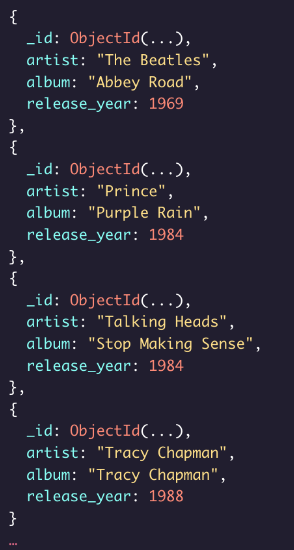 {
  _id: ObjectId(...),
  artist: "The Beatles",
  album: "Abbey Road",
  release_year: 1969
},
{
  _id: ObjectId(...),
  artist: "Prince",
  album: "Purple Rain",
  release_year: 1984
},
{
  _id: ObjectId(...),
  artist: "Talking Heads",
  album: "Stop Making Sense",
  release_year: 1984
},
{
  _id: ObjectId(...),
  artist: "Tracy Chapman",
  album: "Tracy Chapman",
  release_year: 1988
}
…